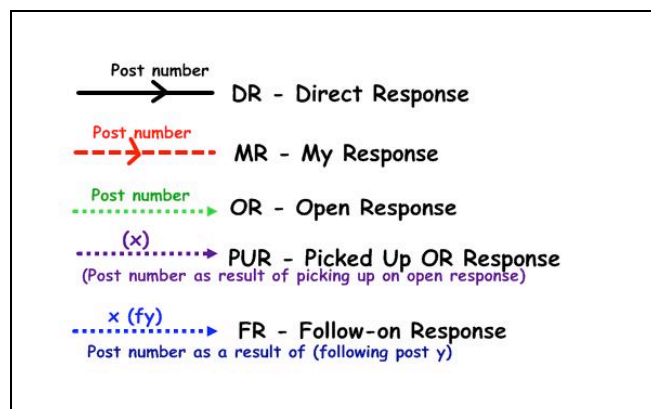 Post number
DR - Direct Response
Post number
MR - My Response
Post number
OR - Open Response
(x)
PUR - Picked Up OR Response
(Post number as result of picking up on open response)
x (fy)
FR - Follow-on Response
Post number as a result of (following post y)